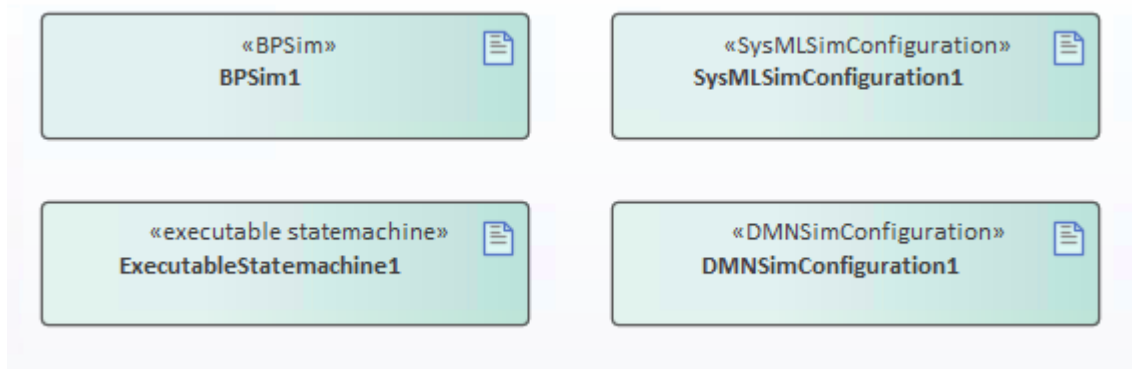 «BPSim»
BPSim1
«SysMLSimConfiguration»
SysMLSimConfiguration1
«executable statemachine»
ExecutableStatemachine1
«DMNSimConfiguration»
DMNSimConfiguration1